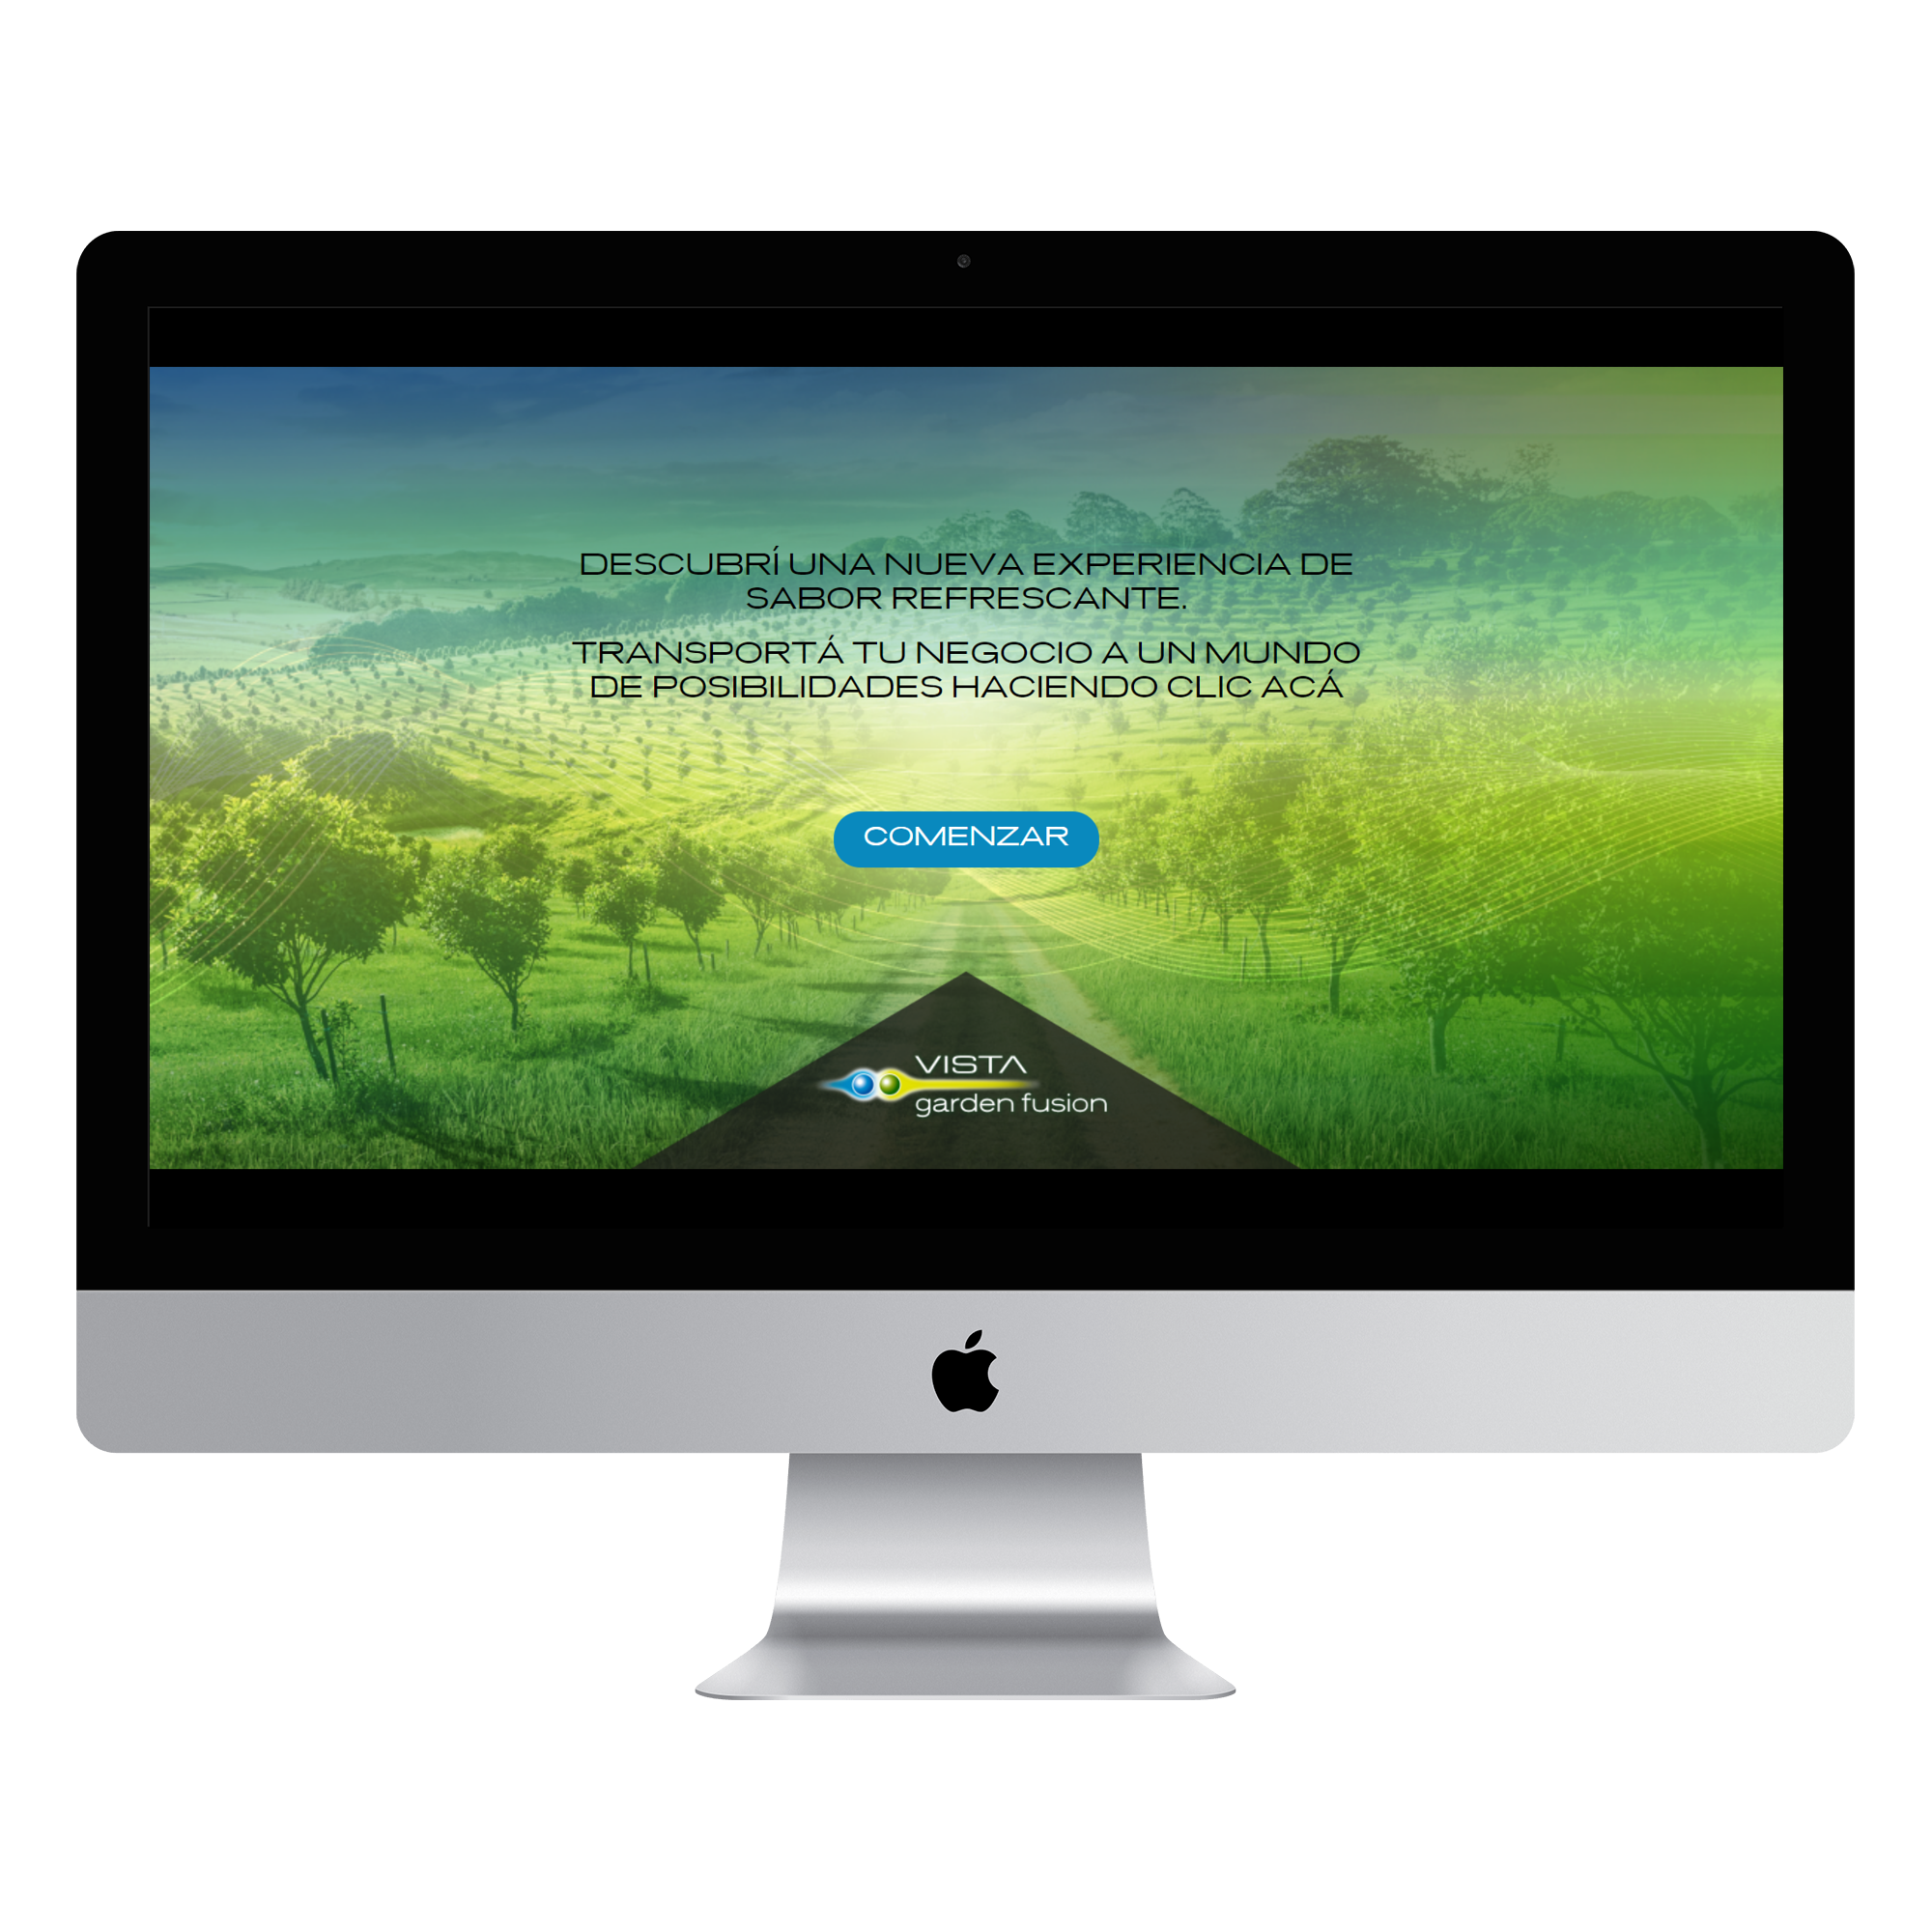 DESCUBRÍ UNA NUEVA EXPERIENCIA DE
SABOR REFRESCANTE.
TRANSPORTÁ TU NEGOCIO A UN MUNDO
DE POSIBILIDADES HACIENDO CLIC ACÁ
COMENZAR
VISTA
garden fusion